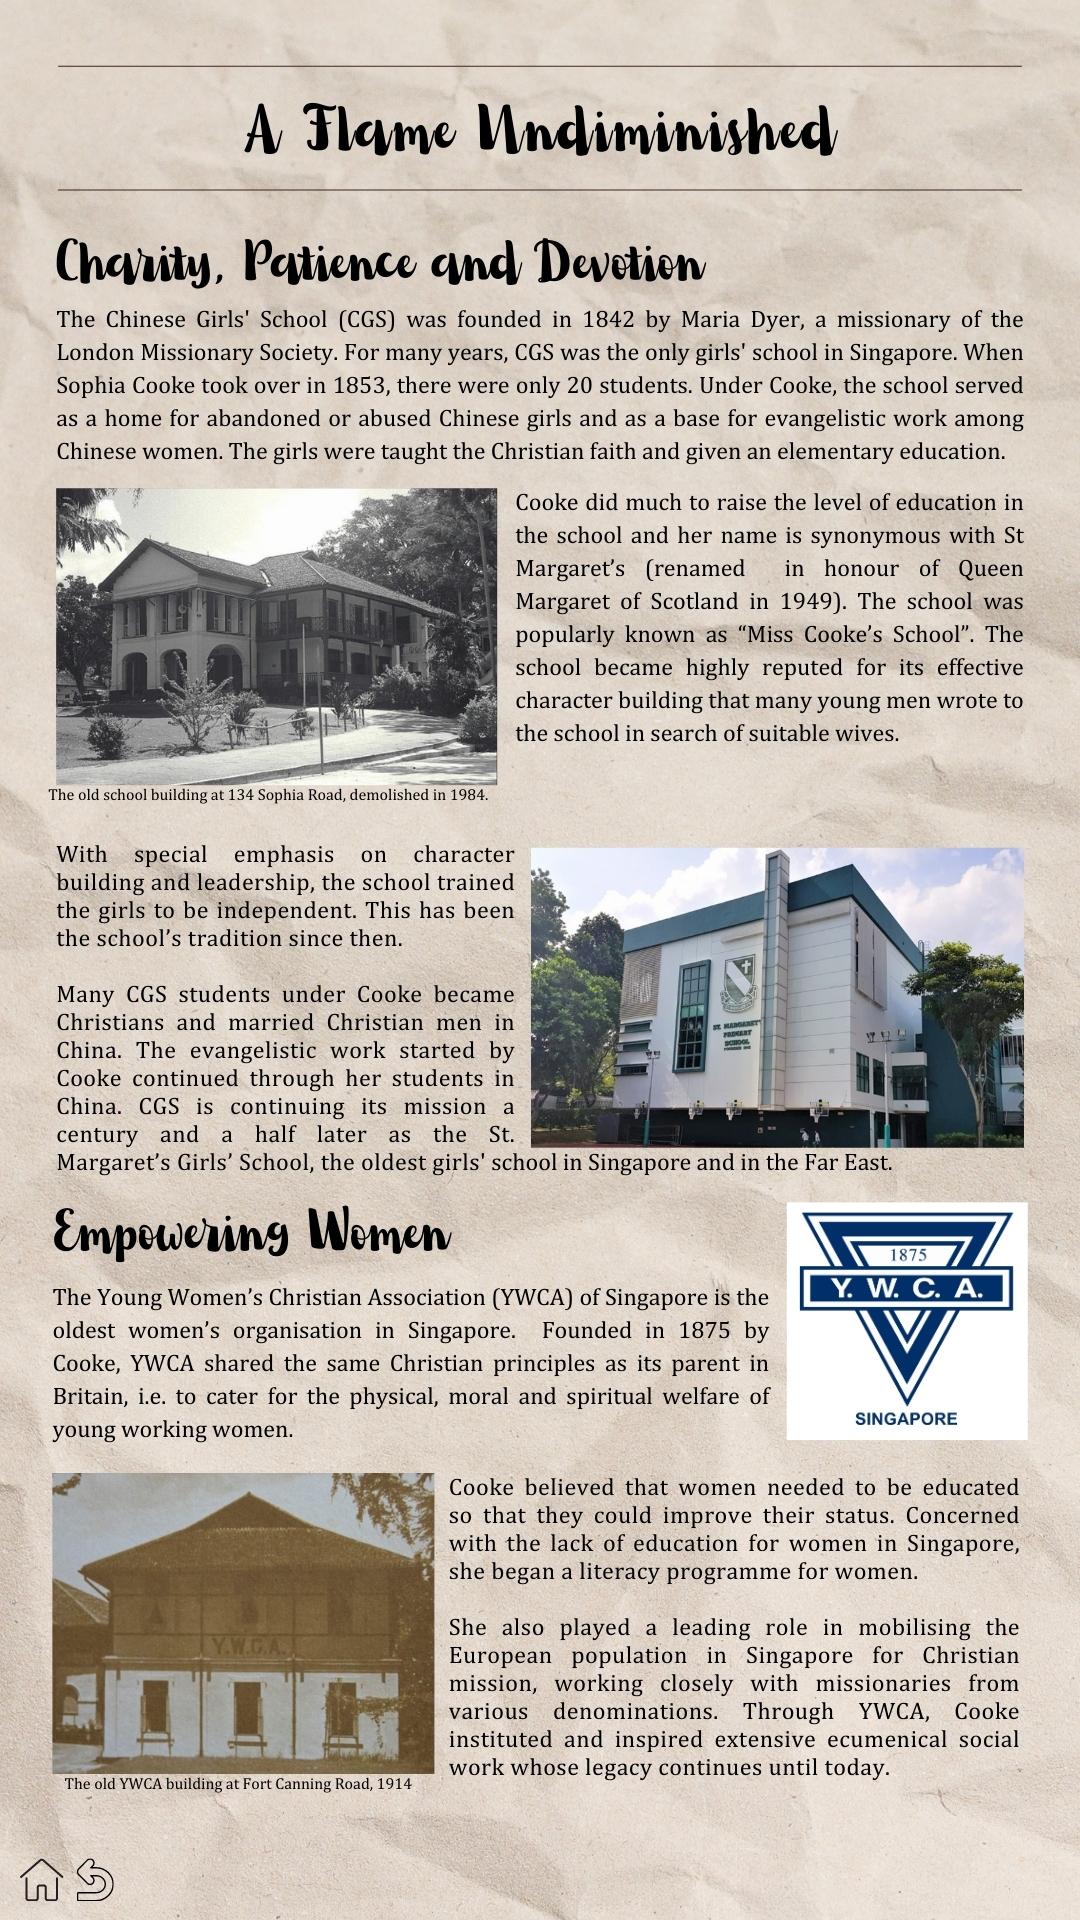 A Flame Undiminished
Charity, Patience and Devotion
The Chinese Girls' School (CGS) was founded in 1842 by Maria Dyer, a missionary of the
London Missionary Society. For many years, CGS was the only girls' school in Singapore. When
Sophia Cooke took over in 1853, there were only 20 students. Under Cooke, the school served
as a home for abandoned or abused Chinese girls and as a base for evangelistic work among
Chinese women. The girls were taught the Christian faith and given an elementary education.
Cooke did much to raise the level of education in
the school and her name is synonymous with St
Margaret’s (renamed in honour of Queen
Margaret of Scotland in 1949). The school was
popularly known as “Miss Cooke’s School”. The
school became highly reputed for its effective
character building that many young men wrote to
the school in search of suitable wives.
The old school building at 134 Sophia Road, demolished in 1984.
With special emphasis on character
building and leadership, the school trained
the girls to be independent. This has been
the school’s tradition since then.
Many CGS students under Cooke became
Christians and married Christian men in
China. The evangelistic work started by
Cooke continued through her students in
China. CGS is continuing its mission a
century and a half later as the St.
Margaret’s Girls’ School, the oldest girls' school in Singapore and in the Far East.
ST. MARGARET'S
PRIMARY
SCHOOL
Empowering Women
The Young Women’s Christian Association (YWCA) of Singapore is the
oldest women’s organisation in Singapore. Founded in 1875 by
Cooke, YWCA shared the same Christian principles as its parent in
Britain, i.e. to cater for the physical, moral and spiritual welfare of
young working women.
1875
Y. W. C. A.
SINGAPORE
Cooke believed that women needed to be educated
so that they could improve their status. Concerned
with the lack of education for women in Singapore,
she began a literacy programme for women.
She also played a leading role in mobilising the
European population in Singapore for Christian
mission, working closely with missionaries from
various denominations. Through YWCA, Cooke
instituted and inspired extensive ecumenical social
work whose legacy continues until today.
Y.W.C.A.
The old YWCA building at Fort Canning Road, 1914